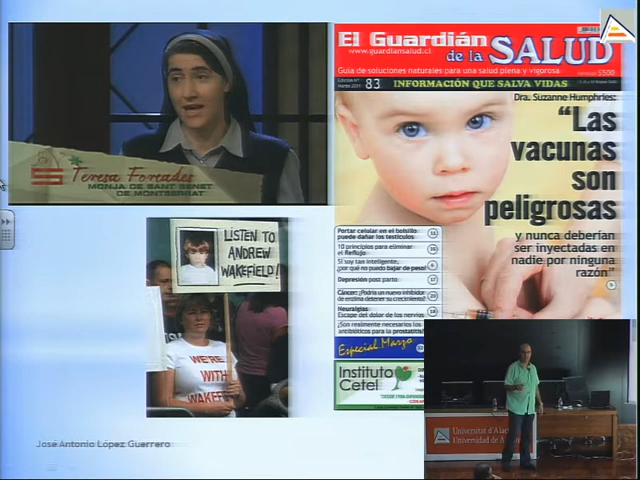 El Guardián
de la SALUD
www.guardiansalud.cl
Guía de soluciones naturales para una salud plena y vigorosa
$500
83
INFORMACIÓN QUE SALVA VIDAS
Dra. Suzanne Humphries:
“Las
vacunas
son
peligrosas
y nunca deberían
ser inyectadas en
nadie por ninguna
razón”
Teresa Forcades
MONJA DE SANT BENET
DE MONTSERRAT
LISTEN TO
ANDREW
WAKEFIELD!
WE'RE
WITH
WAKEFI
Portar celular en el bolsillo
puede dañar los testículos
10 principios para eliminar
el Reflujo
Si soy tan inteligente,
¿por qué no puedo bajar de peso?
Depresión post parto
Cáncer: ¿Podría un nuevo inhibidor
de enzima detener su crecimiento?
Neuralgias
Escape del dolor de los nervios
¿Son realmente necesarios los
antibióticos para la prostatitis?
Especial Marzo
Instituto
Cetel
José Antonio López Guerrero
Universitat d'Alacant
Universidad de Alicante